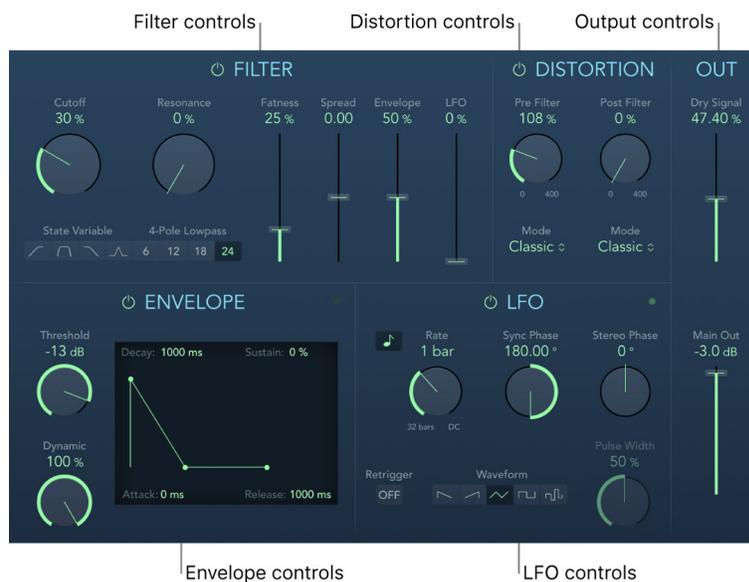 Filter controls
Distortion controls
Output controls
FILTER
DISTORTION
OUT
Cutoff
30 %
Resonance
0 %
Fatness
25 %
Spread
0.00
Envelope
50 %
LFO
0 %
Pre Filter
108 %
Post Filter
0 %
Dry Signal
47.40 %
0 400
0 400
State Variable
4-Pole Lowpass
6 12 18 24
Mode
Classic
Mode
Classic
ENVELOPE
LFO
Threshold
-13 dB
Decay: 1000 ms
Sustain: 0 %
Rate
1 bar
Sync Phase
180.00 °
Stereo Phase
0 °
Main Out
-3.0 dB
32 bars DC
Dynamic
100 %
Pulse Width
50 %
Retrigger
OFF
Waveform
Attack: 0 ms
Release: 1000 ms
Envelope controls
LFO controls